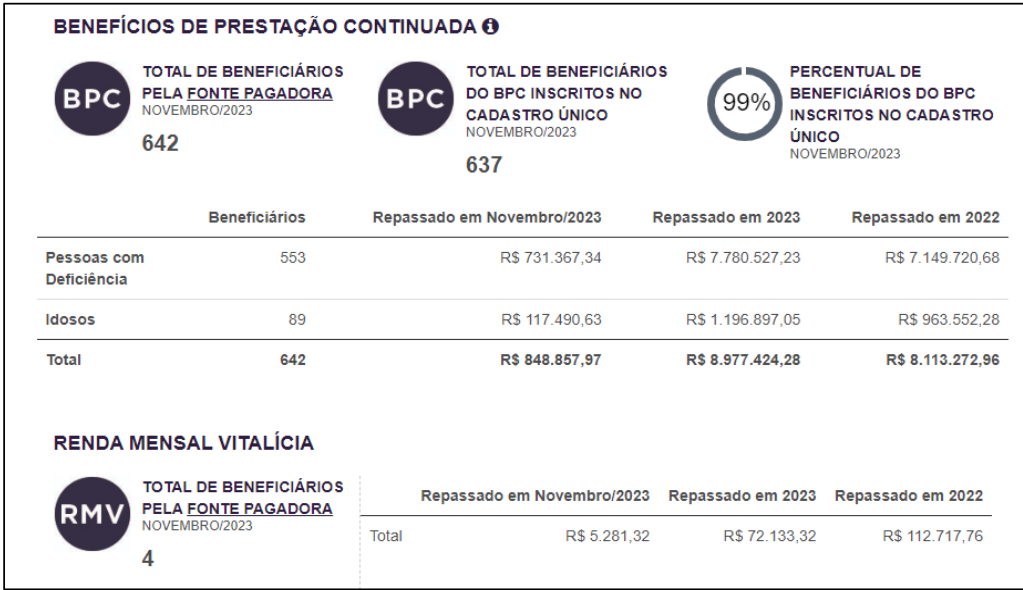 BENEFÍCIOS DE PRESTAÇÃO CONTINUADA
BPC
TOTAL DE BENEFICIÁRIOS
PELA FONTE PAGADORA
NOVEMBRO/2023
642
BPC
TOTAL DE BENEFICIÁRIOS
DO BPC INSCRITOS NO
CADASTRO ÚNICO
NOVEMBRO/2023
637
99%
PERCENTUAL DE
BENEFICIÁRIOS DO BPC
INSCRITOS NO CADASTRO
ÚNICO
NOVEMBRO/2023
Beneficiários Repassado em Novembro/2023 Repassado em 2023 Repassado em 2022
Pessoas com
Deficiência 553 R$ 731.367,34 R$ 7.780.527,23 R$ 7.149.720,68
Idosos 89 R$ 117.490,63 R$ 1.196.897,05 R$ 963.552,28
Total 642 R$ 848.857,97 R$ 8.977.424,28 R$ 8.113.272,96
RENDA MENSAL VITALÍCIA
RMV
TOTAL DE BENEFICIÁRIOS
PELA FONTE PAGADORA
NOVEMBRO/2023
4
Repassado em Novembro/2023 Repassado em 2023 Repassado em 2022
Total R$ 5.281,32 R$ 72.133,32 R$ 112.717,76